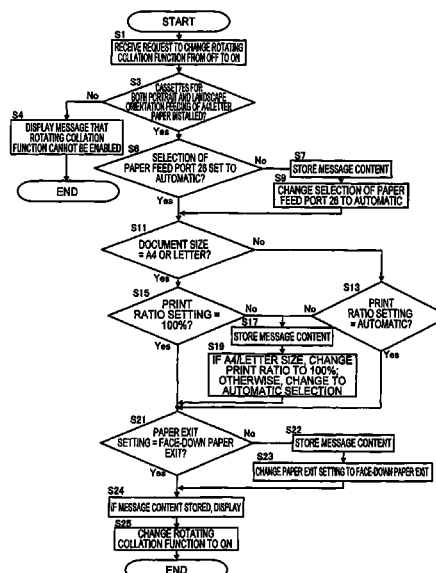 START
S1
RECEIVE REQUEST TO CHANGE ROTATING
COLLATION FUNCTION FROM OFF TO ON
S3
CASSETTES FOR
BOTH PORTRAIT AND LANDSCAPE
ORIENTATION FEEDING OF A4/LETTER
PAPER INSTALLED?
No
Yes
S4
DISPLAY MESSAGE THAT
ROTATING COLLATION
FUNCTION CANNOT BE ENABLED
END
S6
SELECTION OF
PAPER FEED PORT 26 SET TO
AUTOMATIC?
No
Yes
S7
STORE MESSAGE CONTENT
S9
CHANGE SELECTION OF PAPER
FEED PORT 26 TO AUTOMATIC
S11
DOCUMENT SIZE
= A4 OR LETTER?
No
Yes
S15
PRINT
RATIO SETTING =
100%?
No
Yes
S13
PRINT
RATIO SETTING
= AUTOMATIC?
No
Yes
S17
STORE MESSAGE CONTENT
S19
IF A4/LETTER SIZE, CHANGE
PRINT RATIO TO 100%;
OTHERWISE, CHANGE TO
AUTOMATIC SELECTION
S21
PAPER EXIT
SETTING = FACE-DOWN PAPER
EXIT?
No
Yes
S22
STORE MESSAGE CONTENT
S23
CHANGE PAPER EXIT SETTING TO FACE-DOWN PAPER EXIT
S24
IF MESSAGE CONTENT STORED, DISPLAY
S25
CHANGE ROTATING
COLLATION FUNCTION TO ON
END